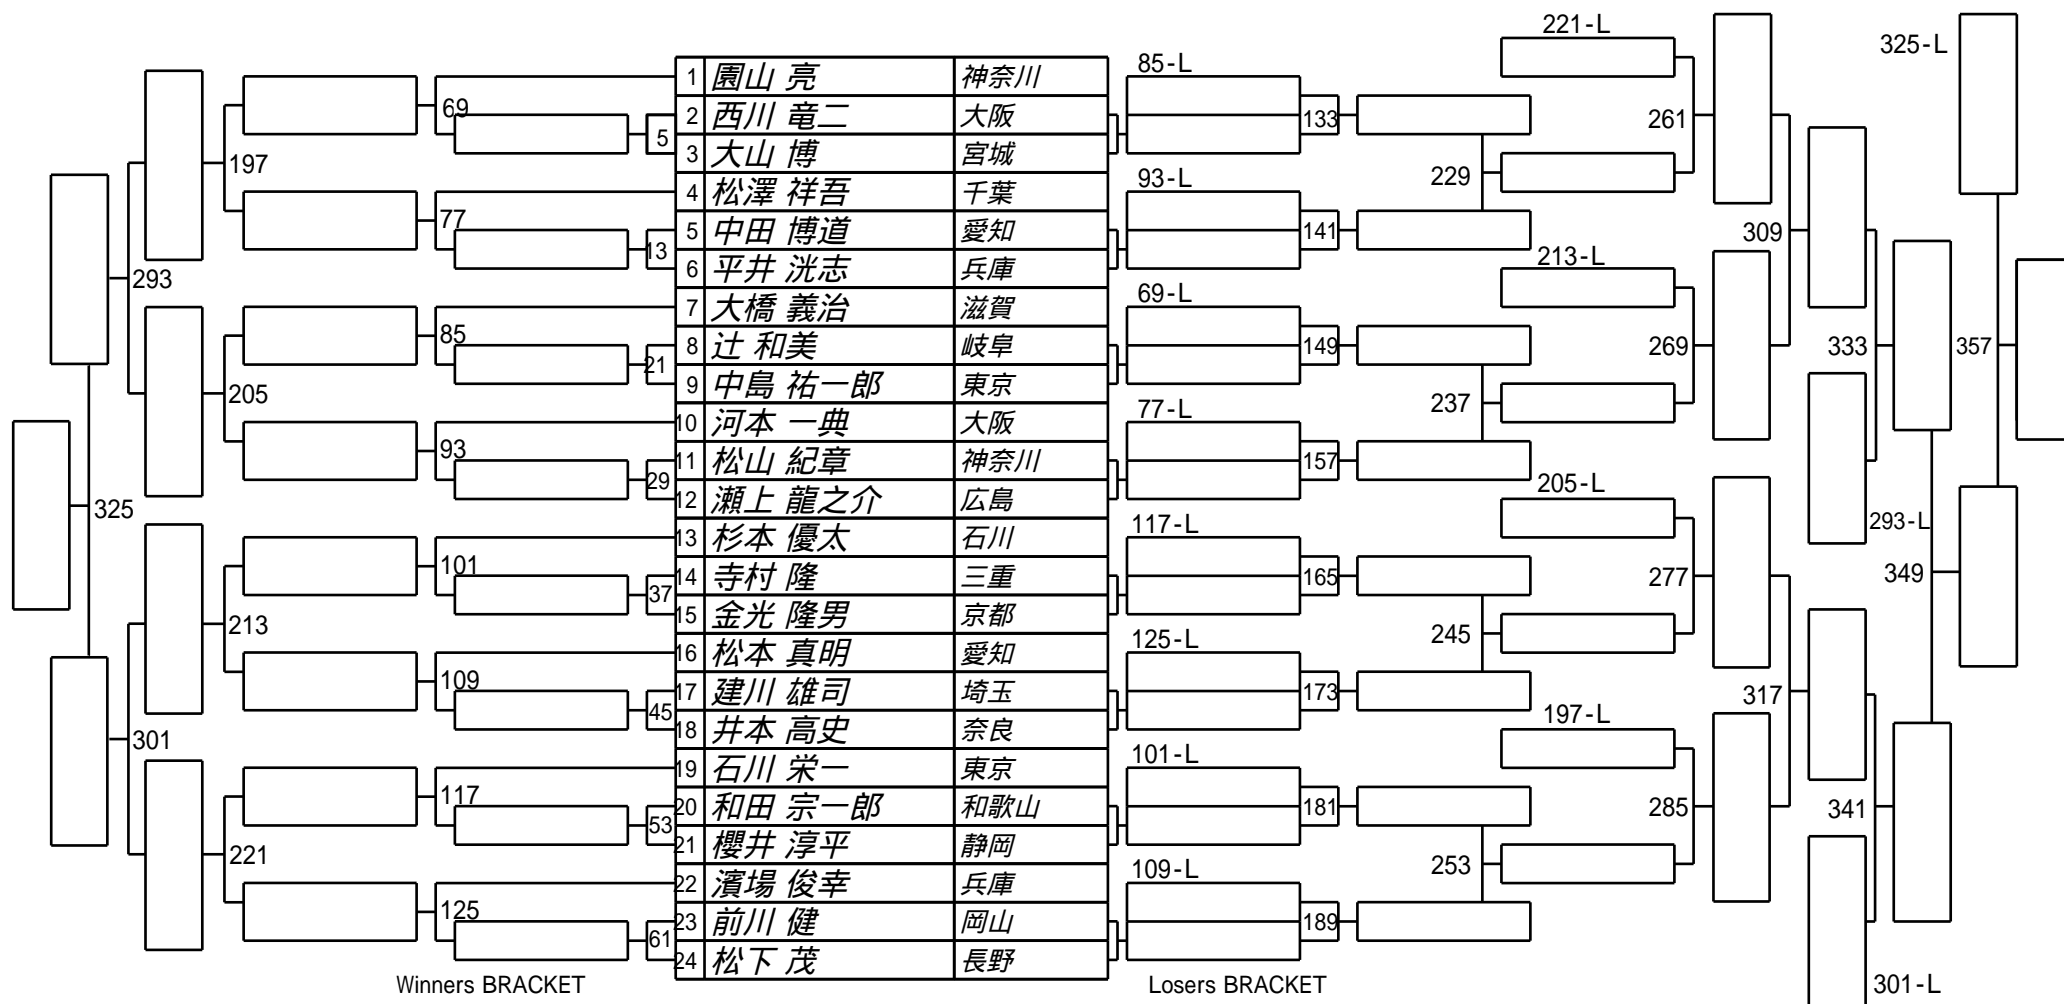 221-L
325-L
85-L
1 園山 亮 神奈川
69
2 西川 竜二 大阪
133
261
5
3 大山 博 宮城
197
229
93-L
4 松澤 祥吾 千葉
77
5 中田 博道 愛知
141
309
13
213-L
6 平井 洸志 兵庫
293
69-L
7 大橋 義治 滋賀
85
8 辻 和美 岐阜
149
269
333
357
21
9 中島 祐一郎 東京
205
237
77-L
10 河本 一典 大阪
93
11 松山 紀章 神奈川
157
29
205-L
12 瀬上 龍之介 広島
325
293-L
117-L
13 杉本 優太 石川
101
14 寺村 隆 三重
165
277
349
37
15 金光 隆男 京都
213
245
125-L
16 松本 真明 愛知
109
17 建川 雄司 埼玉
173
317
45
197-L
18 井本 高史 奈良
301
101-L
19 石川 栄一 東京
117
20 和田 宗一郎 和歌山
181
285
341
53
21 櫻井 淳平 静岡
221
253
109-L
22 濱場 俊幸 兵庫
125
23 前川 健 岡山
189
61
24 松下 茂 長野
Winners BRACKET
Losers BRACKET
301-L